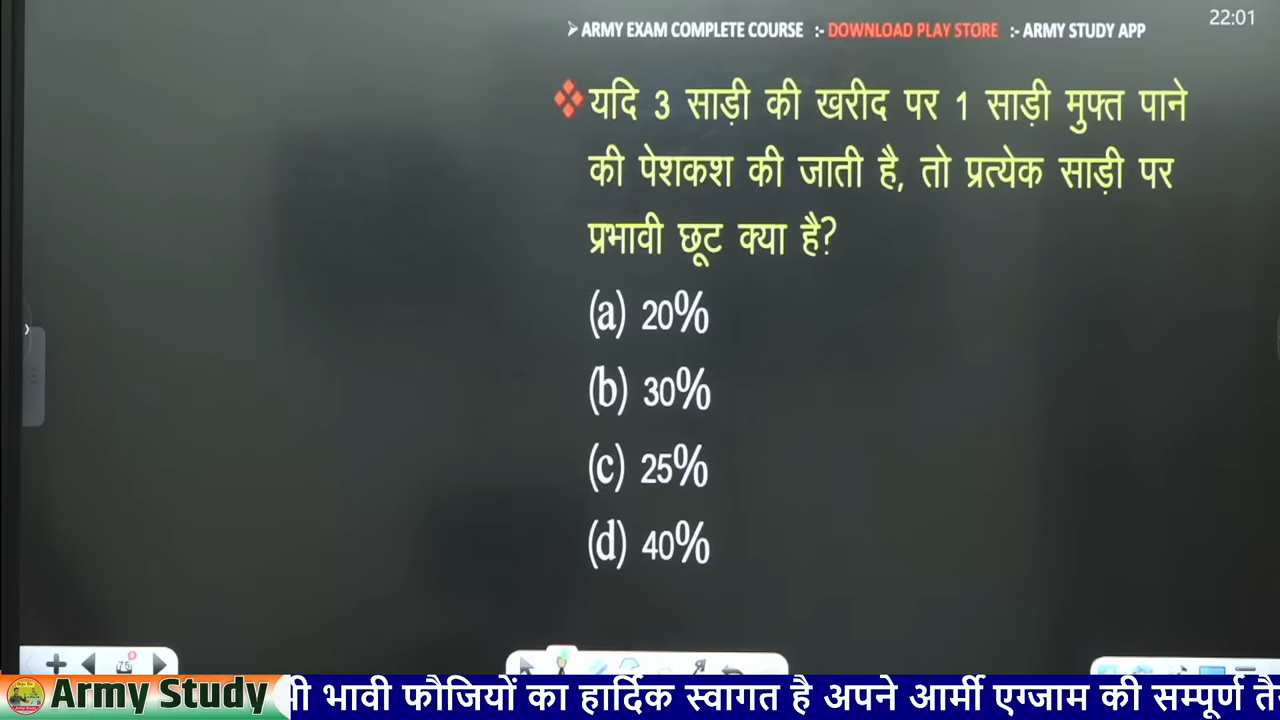 22:01
➢ ARMY EXAM COMPLETE COURSE :- DOWNLOAD PLAY STORE :- ARMY STUDY APP
❖ यदि 3 साड़ी की खरीद पर 1 साड़ी मुफ्त पाने
की पेशकश की जाती है, तो प्रत्येक साड़ी पर
प्रभावी छूट क्या है?
(a) 20%
(b) 30%
(c) 25%
(d) 40%
75
Army Study
भावी फौजियों का हार्दिक स्वागत है अपने आर्मी एग्जाम की सम्पूर्ण